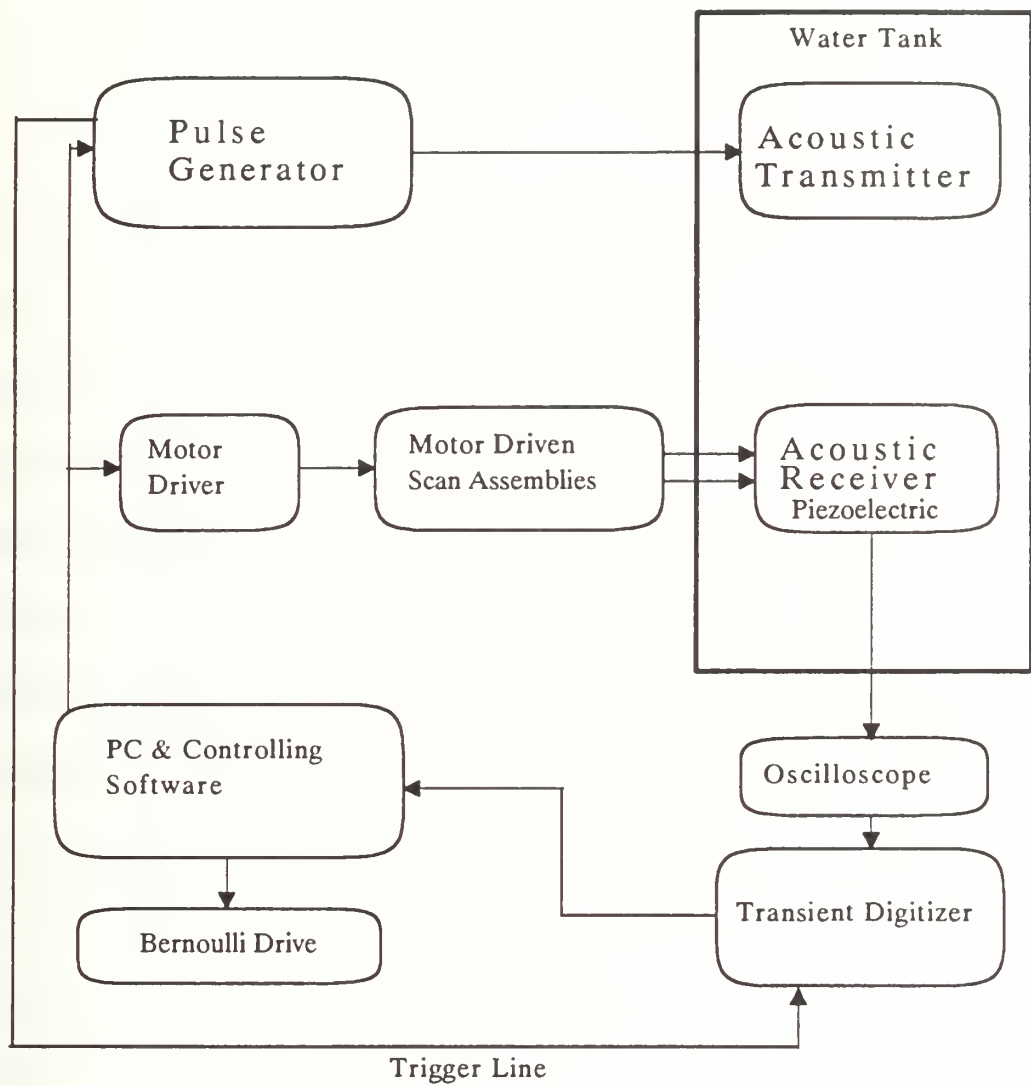 Water Tank
Pulse
Generator
Acoustic
Transmitter
Motor
Driver
Motor Driven
Scan Assemblies
Acoustic
Receiver
Piezoelectric
PC & Controlling
Software
Oscilloscope
Transient Digitizer
Bernoulli Drive
Trigger Line